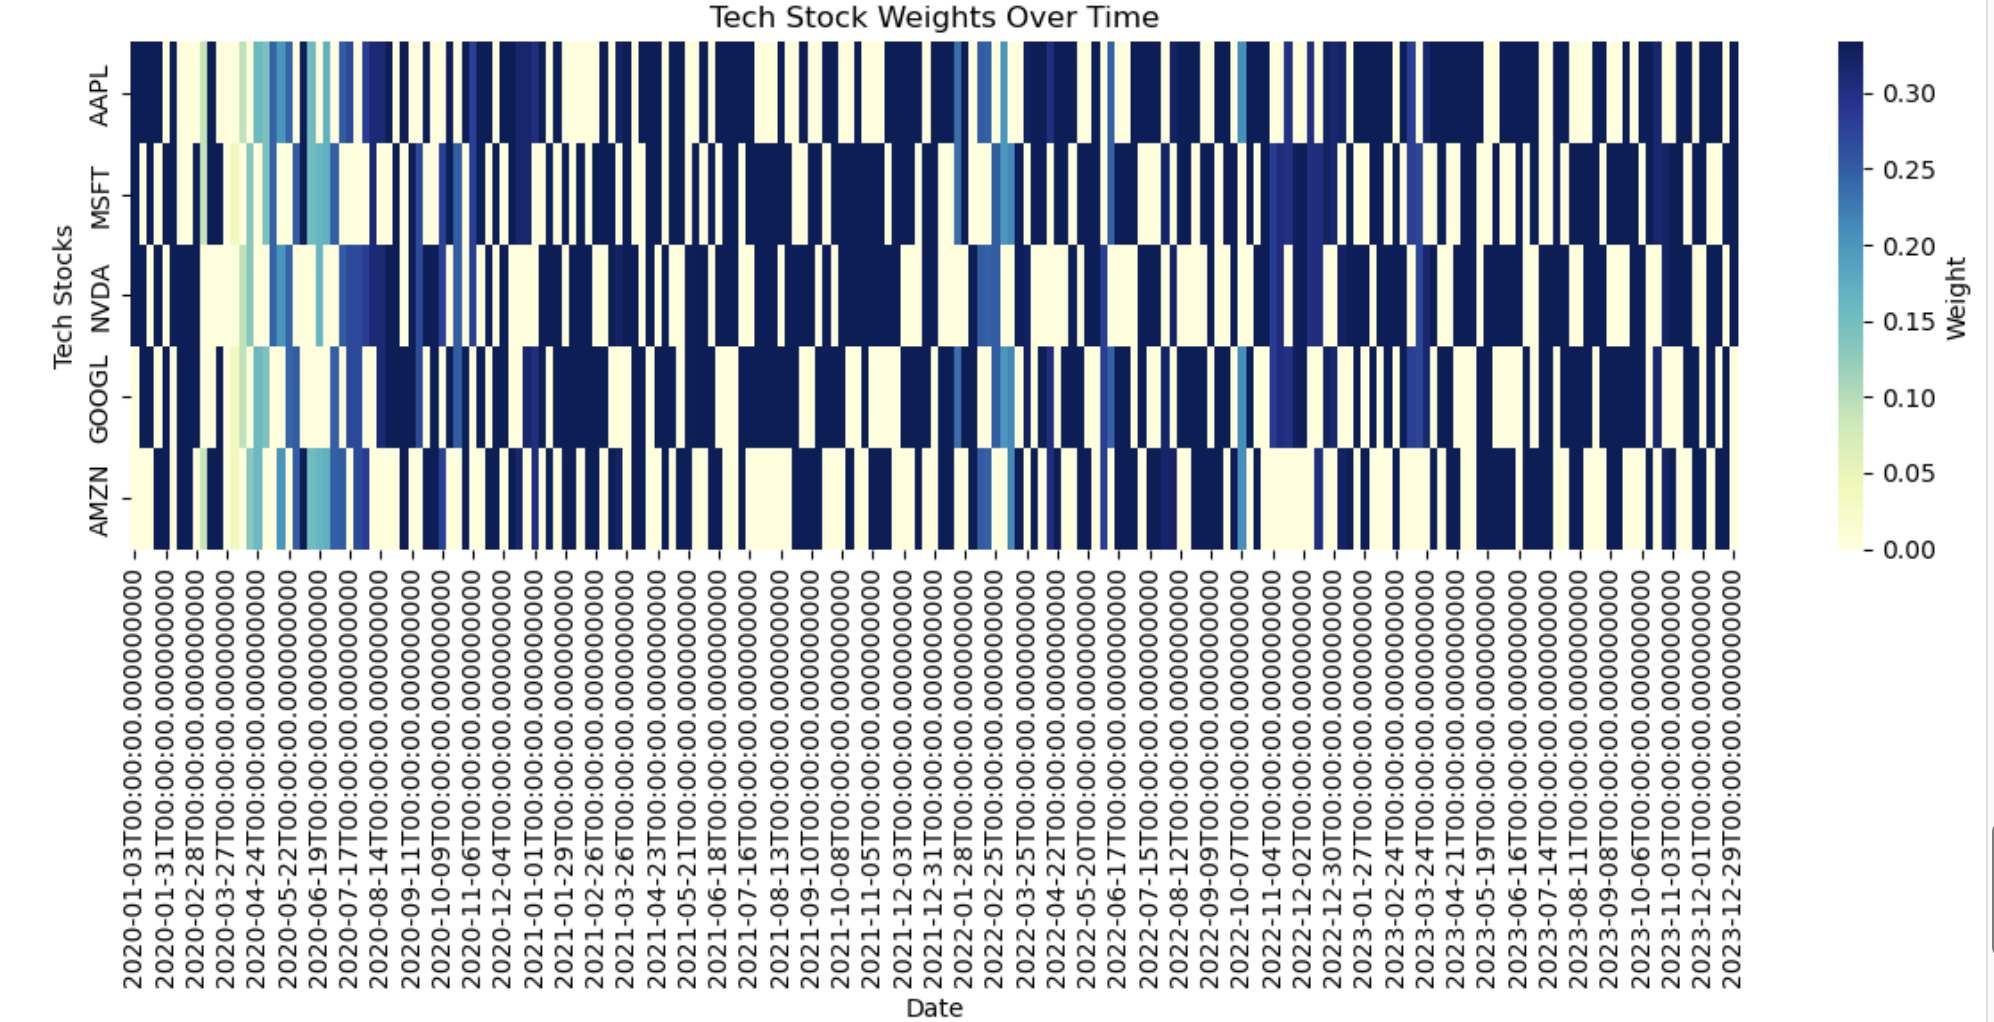 Tech Stock Weights Over Time
Tech Stocks
AAPL
MSFT
NVDA
GOOGL
AMZN
0.30
0.25
0.20
0.15
0.10
0.05
0.00
Weight
2020-01-03T00:00:00.000000000
2020-01-31T00:00:00.000000000
2020-02-28T00:00:00.000000000
2020-03-27T00:00:00.000000000
2020-04-24T00:00:00.000000000
2020-05-22T00:00:00.000000000
2020-06-19T00:00:00.000000000
2020-07-17T00:00:00.000000000
2020-08-14T00:00:00.000000000
2020-09-11T00:00:00.000000000
2020-10-09T00:00:00.000000000
2020-11-06T00:00:00.000000000
2020-12-04T00:00:00.000000000
2021-01-01T00:00:00.000000000
2021-01-29T00:00:00.000000000
2021-02-26T00:00:00.000000000
2021-03-26T00:00:00.000000000
2021-04-23T00:00:00.000000000
2021-05-21T00:00:00.000000000
2021-06-18T00:00:00.000000000
2021-07-16T00:00:00.000000000
2021-08-13T00:00:00.000000000
2021-09-10T00:00:00.000000000
2021-10-08T00:00:00.000000000
2021-11-05T00:00:00.000000000
2021-12-03T00:00:00.000000000
2021-12-31T00:00:00.000000000
2022-01-28T00:00:00.000000000
2022-02-25T00:00:00.000000000
2022-03-25T00:00:00.000000000
2022-04-22T00:00:00.000000000
2022-05-20T00:00:00.000000000
2022-06-17T00:00:00.000000000
2022-07-15T00:00:00.000000000
2022-08-12T00:00:00.000000000
2022-09-09T00:00:00.000000000
2022-10-07T00:00:00.000000000
2022-11-04T00:00:00.000000000
2022-12-02T00:00:00.000000000
2022-12-30T00:00:00.000000000
2023-01-27T00:00:00.000000000
2023-02-24T00:00:00.000000000
2023-03-24T00:00:00.000000000
2023-04-21T00:00:00.000000000
2023-05-19T00:00:00.000000000
2023-06-16T00:00:00.000000000
2023-07-14T00:00:00.000000000
2023-08-11T00:00:00.000000000
2023-09-08T00:00:00.000000000
2023-10-06T00:00:00.000000000
2023-11-03T00:00:00.000000000
2023-12-01T00:00:00.000000000
2023-12-29T00:00:00.000000000
Date